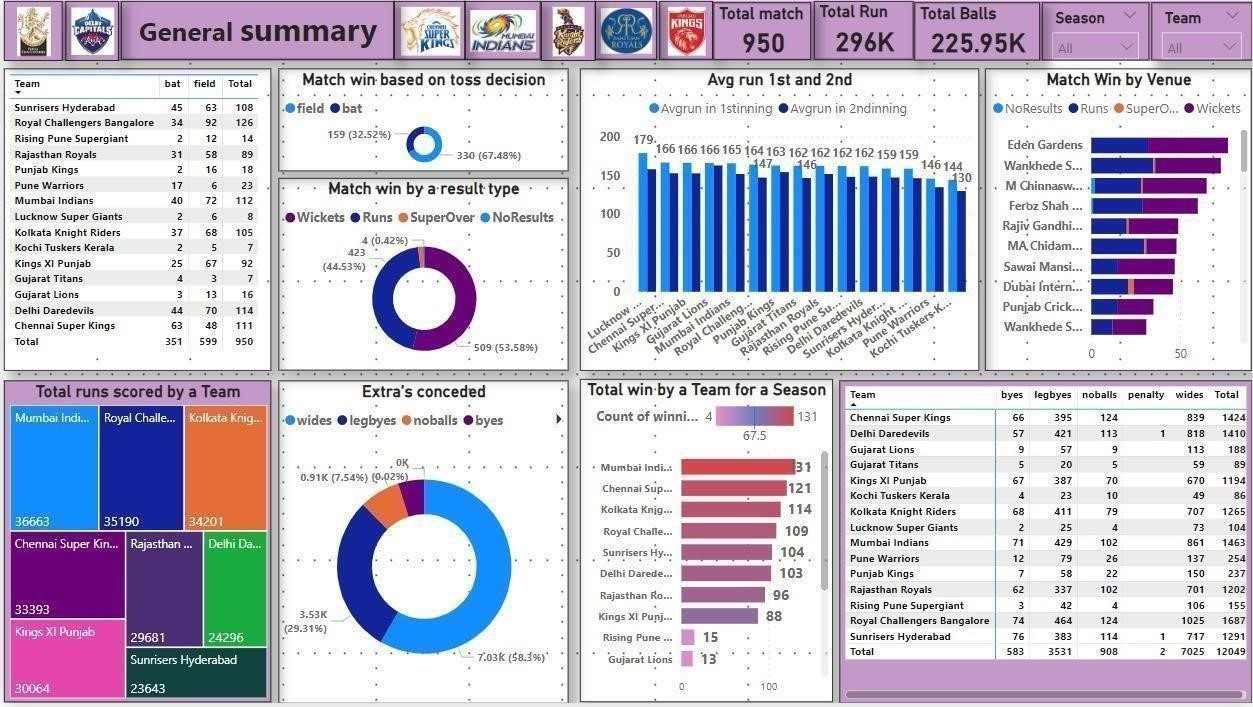 General summary
DELHI CAPITALS
CHENNAI SUPER KINGS
MUMBAI INDIANS
RAJASTHAN ROYALS
PUNJAB KINGS
Total match
950
Total Run
296K
Total Balls
225.95K
Season
All
Team
All
Team bat field Total
Sunrisers Hyderabad 45 63 108
Royal Challengers Bangalore 34 92 126
Rising Pune Supergiant 2 12 14
Rajasthan Royals 31 58 89
Punjab Kings 2 16 18
Pune Warriors 17 6 23
Mumbai Indians 40 72 112
Lucknow Super Giants 2 6 8
Kolkata Knight Riders 37 68 105
Kochi Tuskers Kerala 2 5 7
Kings XI Punjab 25 67 92
Gujarat Titans 4 3 7
Gujarat Lions 3 13 16
Delhi Daredevils 44 70 114
Chennai Super Kings 63 48 111
Total 351 599 950
Match win based on toss decision
field bat
159 (32.52%)
330 (67.48%)
Match win by a result type
Wickets Runs SuperOver NoResults
4 (0.42%)
423
(44.53%)
509 (53.58%)
Avg run 1st and 2nd
Avgrun in 1stinning Avgrun in 2ndinning
200
150
100
50
0
179 166 166 166 165 164 163 162 162 162 162 159 159 146 144
147 146 130
Lucknow ...
Chennai Super...
Kings XI Punjab
Gujarat Lions
Mumbai Indians
Royal Challeng...
Punjab Kings
Gujarat Titans
Rajasthan Royals
Rising Pune Su...
Delhi Daredevils
Sunrisers Hyder...
Kolkata Knight ...
Pune Warriors
Kochi Tuskers K...
Match Win by Venue
NoResults Runs SuperO... Wickets
Eden Gardens
Wankhede S...
M Chinnasw...
Feroz Shah ...
Rajiv Gandhi...
MA Chidam...
Sawai Mansi...
Dubai Intern...
Punjab Crick...
Wankhede S...
0 50
Total runs scored by a Team
Mumbai Indi...
36663
Royal Challe...
35190
Kolkata Knig...
34201
Chennai Super Kin...
33393
Rajasthan ...
29681
Delhi Da...
24296
Kings XI Punjab
30064
Sunrisers Hyderabad
23643
Extra's conceded
wides legbyes noballs byes
0K
0.91K (7.54%) (0.02%)
3.53K
(29.31%)
7.03K (58.3%)
Total win by a Team for a Season
Count of winni... 4 131
67.5
Mumbai Indi... 131
Chennai Sup... 121
Kolkata Knig... 114
Royal Challe... 109
Sunrisers Hy... 104
Delhi Darede... 103
Rajasthan Ro... 96
Kings XI Punj... 88
Rising Pune ... 15
Gujarat Lions 13
0 100
Team byes legbyes noballs penalty wides Total
Chennai Super Kings 66 395 124 839 1424
Delhi Daredevils 57 421 113 1 818 1410
Gujarat Lions 9 57 9 113 188
Gujarat Titans 5 20 5 59 89
Kings XI Punjab 67 387 70 670 1194
Kochi Tuskers Kerala 4 23 10 49 86
Kolkata Knight Riders 68 411 79 707 1265
Lucknow Super Giants 2 25 4 73 104
Mumbai Indians 71 429 102 861 1463
Pune Warriors 12 79 26 137 254
Punjab Kings 7 58 22 150 237
Rajasthan Royals 62 337 102 701 1202
Rising Pune Supergiant 3 42 4 106 155
Royal Challengers Bangalore 74 464 124 1025 1687
Sunrisers Hyderabad 76 383 114 1 717 1291
Total 583 3531 908 2 7025 12049